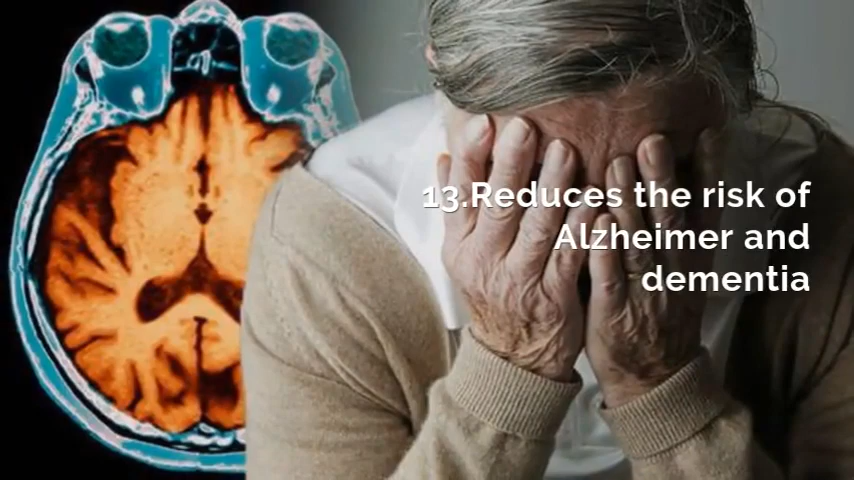 13.Reduces the risk of
Alzheimer and
dementia